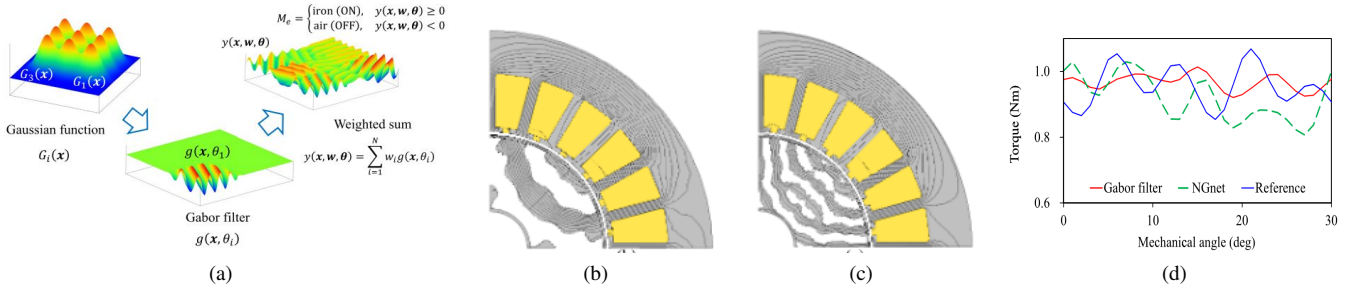 M_e = { iron (ON), y(x, w, θ) ≥ 0
air (OFF), y(x, w, θ) < 0
y(x, w, θ)
G_3(x) G_1(x)
Gaussian function
G_i(x)
g(x, θ_1)
Gabor filter
g(x, θ_i)
Weighted sum
y(x, w, θ) = ∑_{i=1}^{N} w_i g(x, θ_i)
(a)
(b)
(c)
Torque (Nm)
1.0
0.8
0.6
Gabor filter NGnet Reference
0 10 20 30
Mechanical angle (deg)
(d)